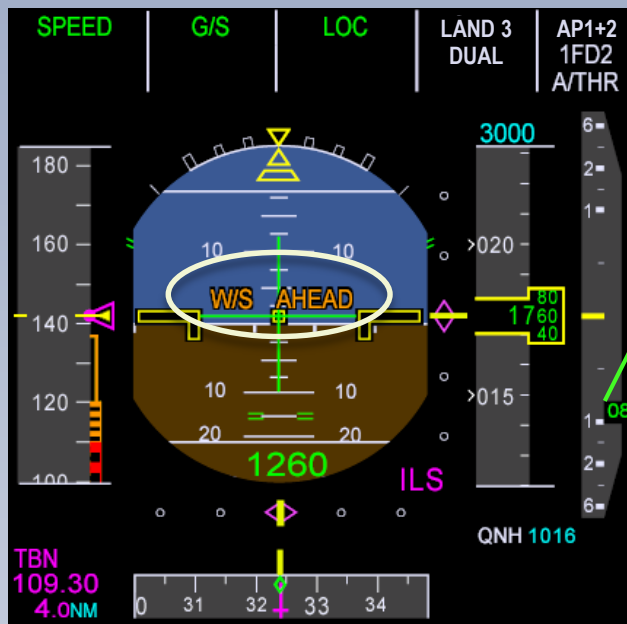 SPEED G/S LOC LAND 3 AP1+2
DUAL 1FD2
A/THR
3000
180
160
140
120
100
10 10
W/S AHEAD
10 10
20 20
1260
ILS
020
80
1760
40
015
6
2
1
08
1
2
6
QNH 1016
TBN
109.30
4.0NM
0 31 32 33 34